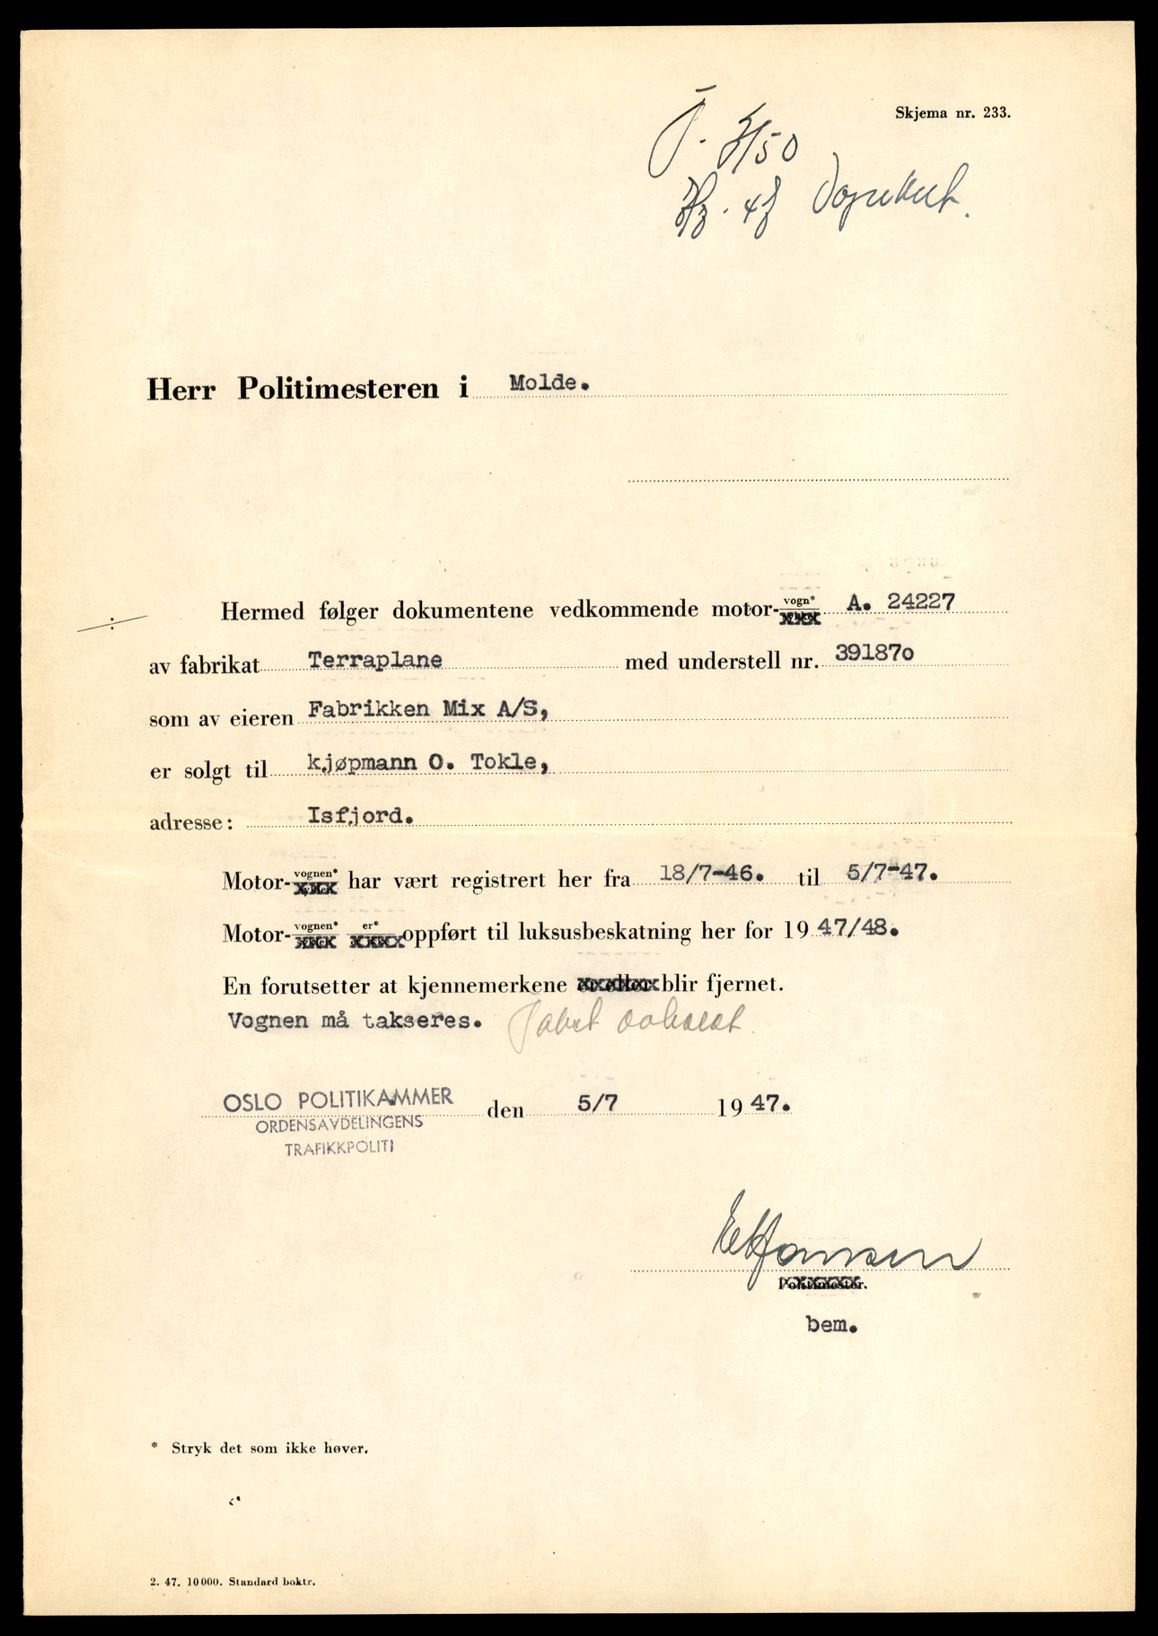 Skjema nr. 233.
Herr Politimesteren i Molde.
Hermed følger dokumentene vedkommende motor-vogn* A. 24227
av fabrikat Terraplane med understell nr. 391870
som av eieren Fabrikken Mix A/S,
er solgt til kjøpmann O. Tokle,
adresse: Isfjord.
Motor-vognen* har vært registrert her fra 18/7-46. til 5/7-47.
Motor-vognen* er* oppført til luksusbeskatning her for 1947/48.
En forutsetter at kjennemerkene blir fjernet.
Vognen må takseres.
OSLO POLITIKAMMER den 5/7 1947.
ORDENSAVDELINGENS
TRAFIKKPOLITI
Politimester.
bem.
* Stryk det som ikke høver.
2. 47. 10000. Standard boktr.